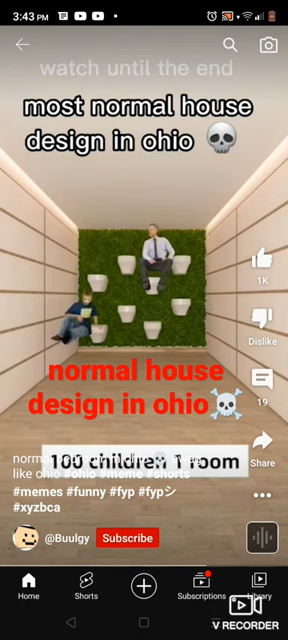 3:43 PM
watch until the end
most normal house
design in ohio 💀
1K
Dislike
normal house
design in ohio☠️
19
100 children 1 room
like ohio #ohio #meme #shorts
#memes #funny #fyp #fypシ
#xyzbca
Share
@Buulgy
Subscribe
Home
Shorts
Subscriptions
Library
V RECORDER